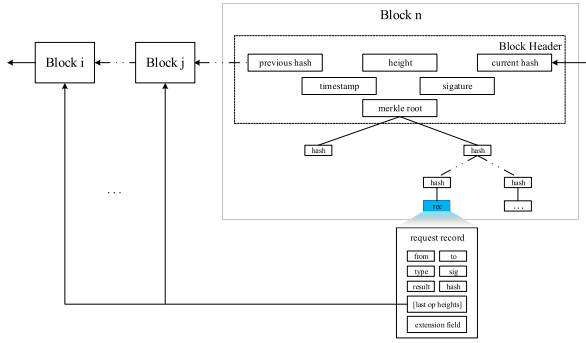 Block n
Block Header
Block i
Block j
previous hash
height
current hash
timestamp
sigature
merkle root
hash
hash
. . .
hash
hash
rec
. . .
request record
from
to
type
sig
result
hash
[last op heights]
extension field